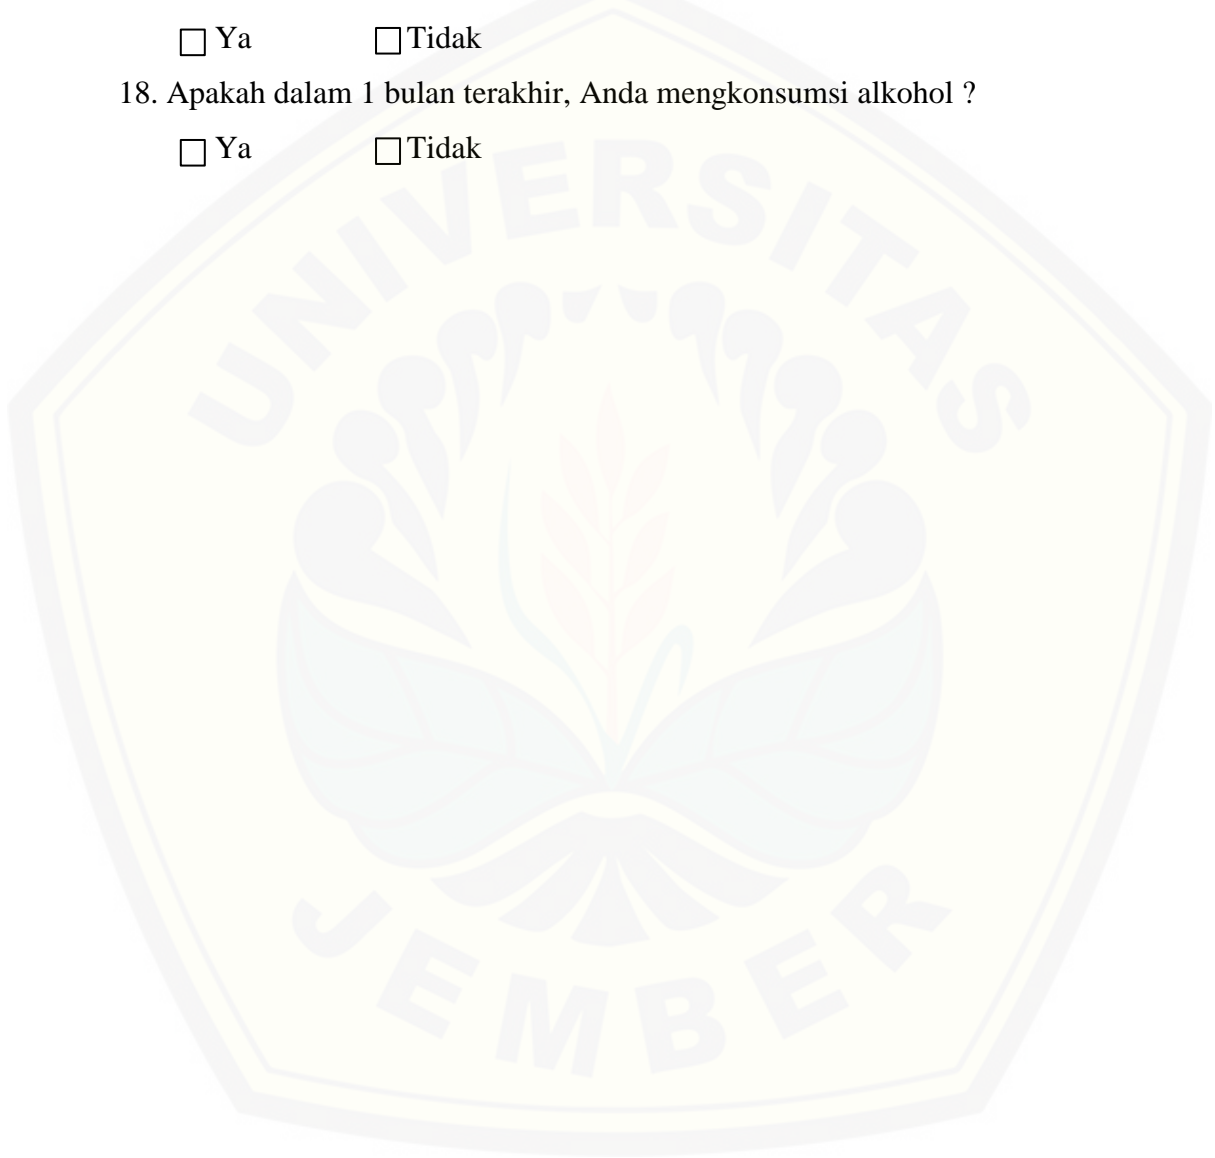 ☐ Ya ☐ Tidak
18. Apakah dalam 1 bulan terakhir, Anda mengkonsumsi alkohol ?
☐ Ya ☐ Tidak
UNIVERSITAS
JEMBER